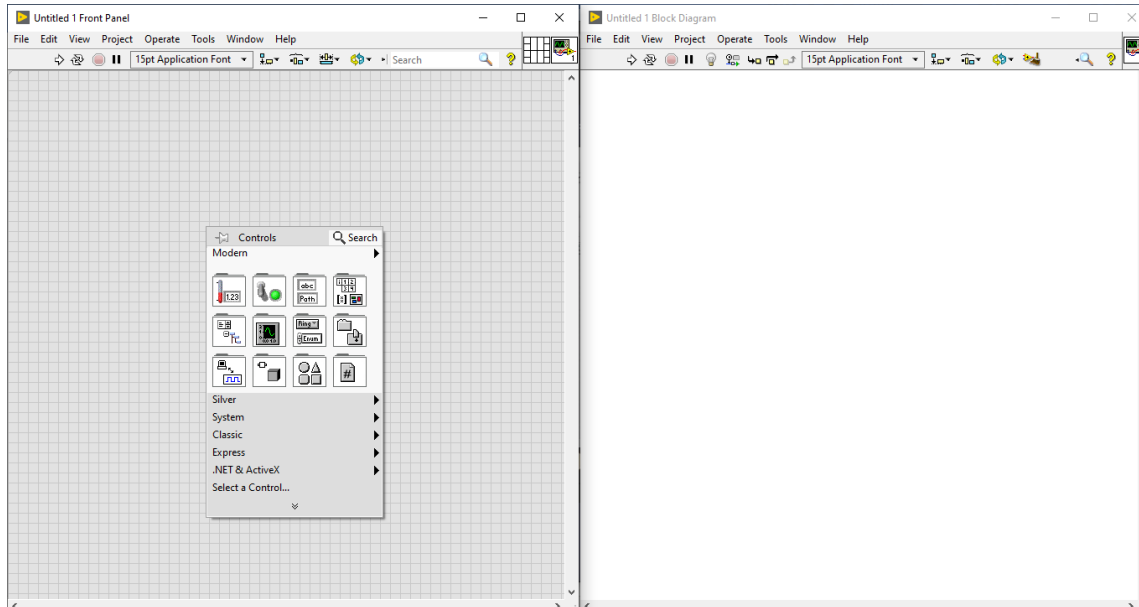 Untitled 1 Front Panel
File Edit View Project Operate Tools Window Help
15pt Application Font
Search
1
Controls
Search
Modern
1.23
abc
Path
Ring
Enum
#
Silver
System
Classic
Express
.NET & ActiveX
Select a Control...
Untitled 1 Block Diagram
File Edit View Project Operate Tools Window Help
15pt Application Font